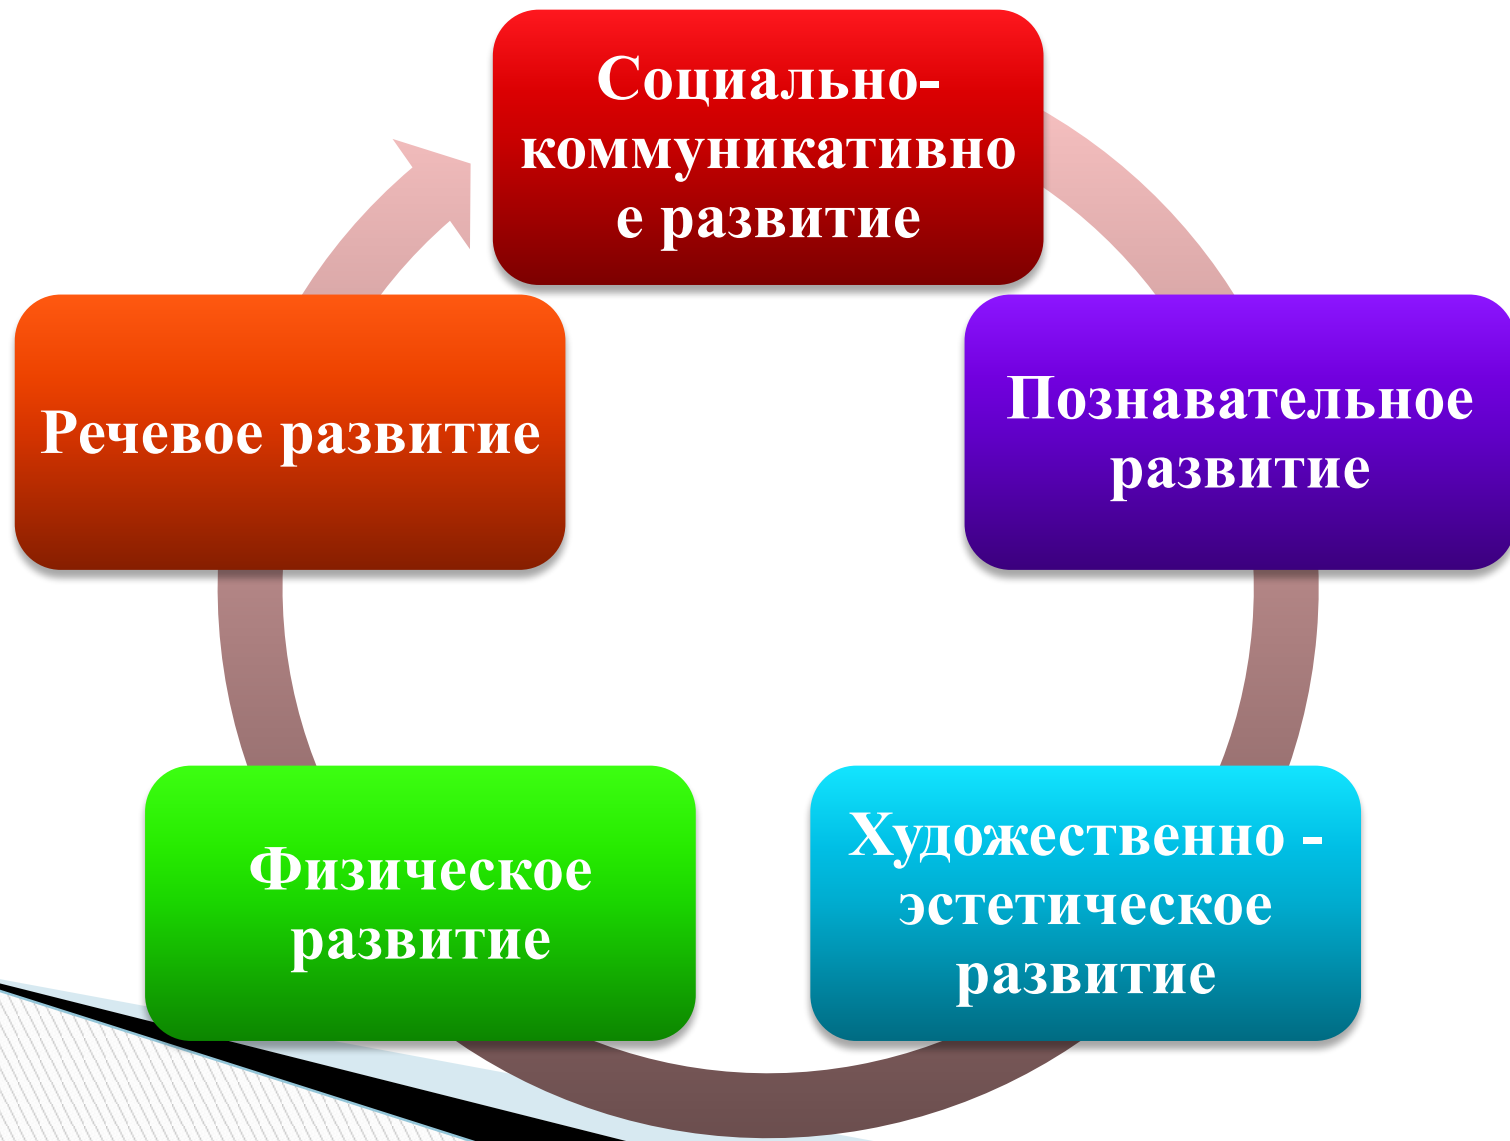 Социально-
коммуникативно
е развитие
Познавательное
развитие
Художественно -
эстетическое
развитие
Физическое
развитие
Речевое развитие